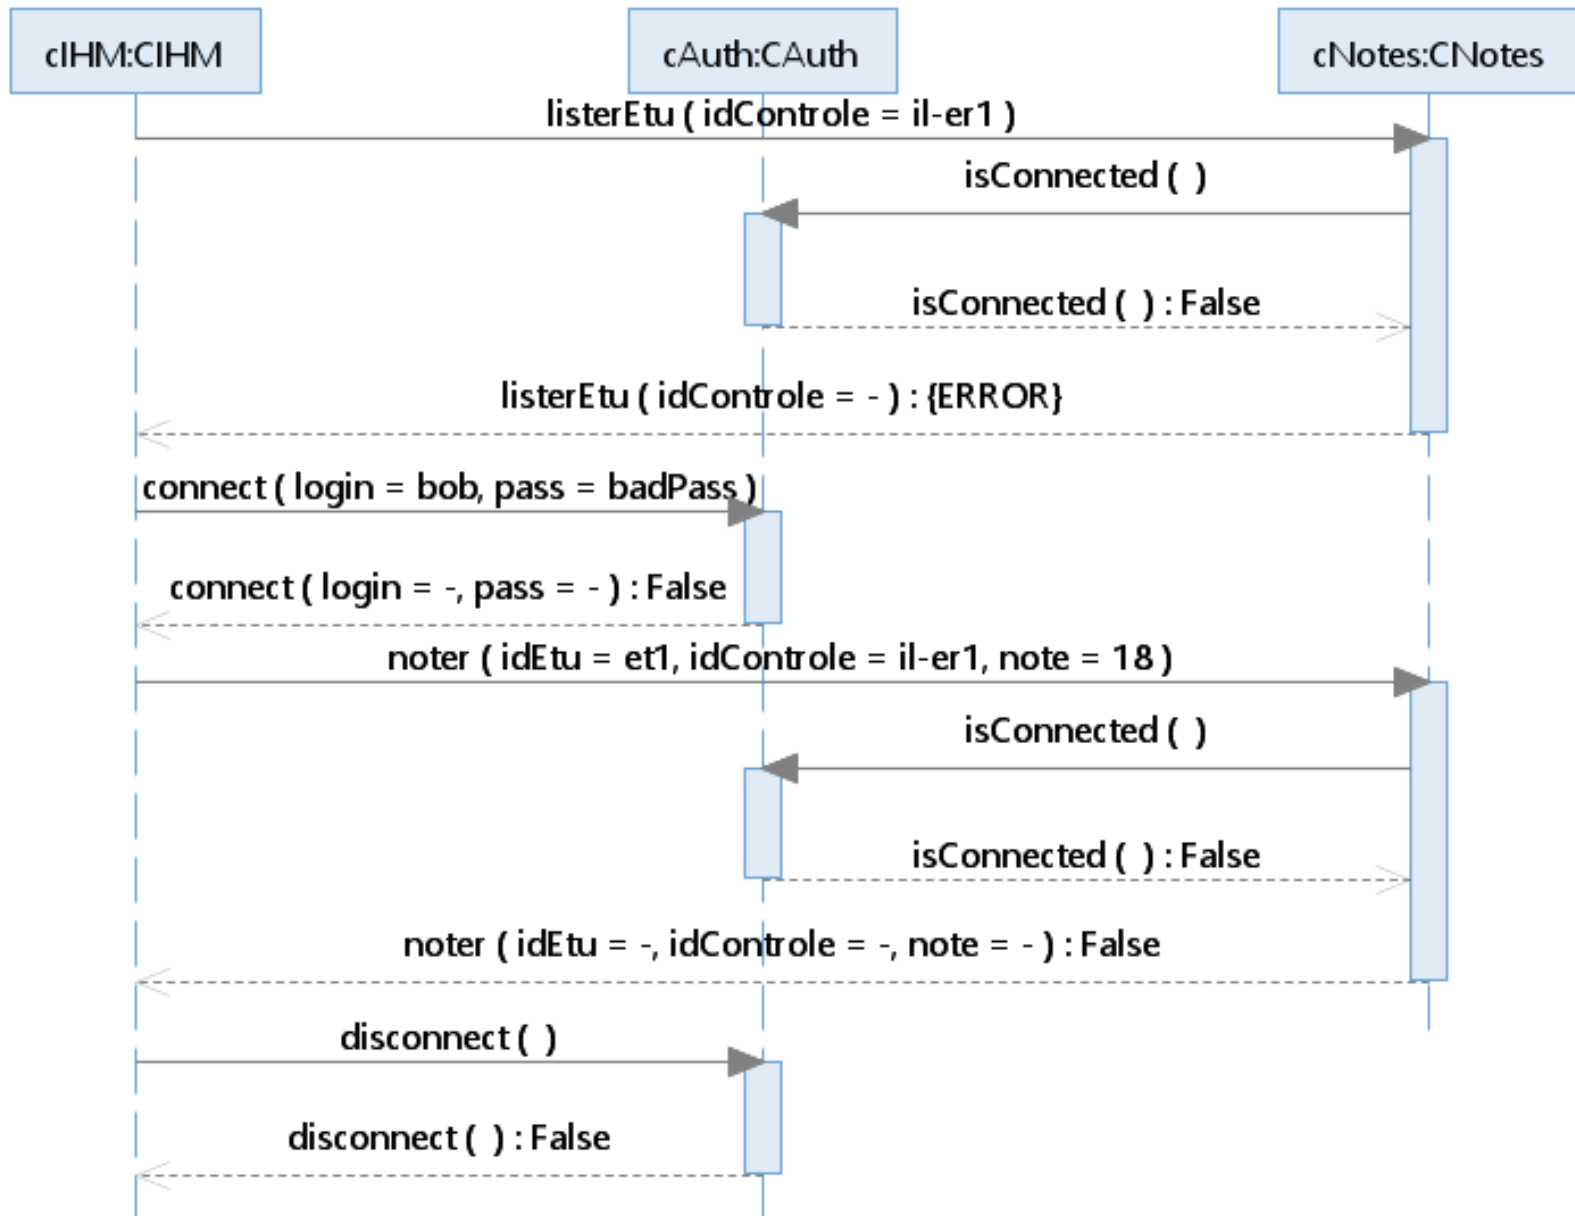 cIHM:CIHM
cAuth:CAuth
cNotes:CNotes
listerEtu ( idControle = il-er1 )
isConnected ( )
isConnected ( ) : False
listerEtu ( idControle = - ) : {ERROR}
connect ( login = bob, pass = badPass )
connect ( login = -, pass = - ) : False
noter ( idEtu = et1, idControle = il-er1, note = 18 )
isConnected ( )
isConnected ( ) : False
noter ( idEtu = -, idControle = -, note = - ) : False
disconnect ( )
disconnect ( ) : False